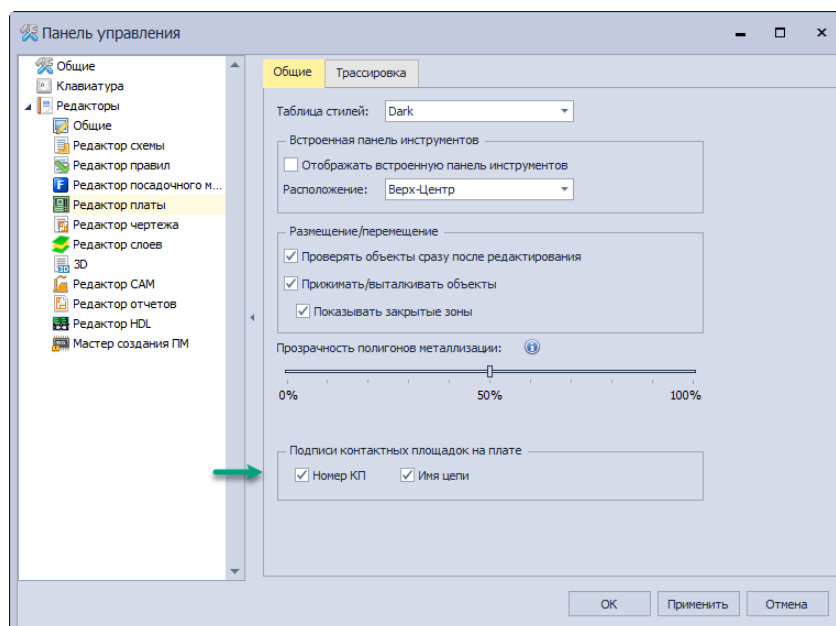 Панель управления
Общие
Клавиатура
Редакторы
Общие
Редактор схемы
Редактор правил
Редактор посадочного м...
Редактор платы
Редактор чертежа
Редактор слоев
3D
Редактор CAM
Редактор отчетов
Редактор HDL
Мастер создания ПМ
Общие Трассировка
Таблица стилей: Dark
Встроенная панель инструментов
Отображать встроенную панель инструментов
Расположение: Верх-Центр
Размещение/перемещение
Проверять объекты сразу после редактирования
Прижимать/выталкивать объекты
Показывать закрытые зоны
Прозрачность полигонов металлизации:
0% 50% 100%
Подписи контактных площадок на плате
Номер КП Имя цепи
ОК Применить Отмена